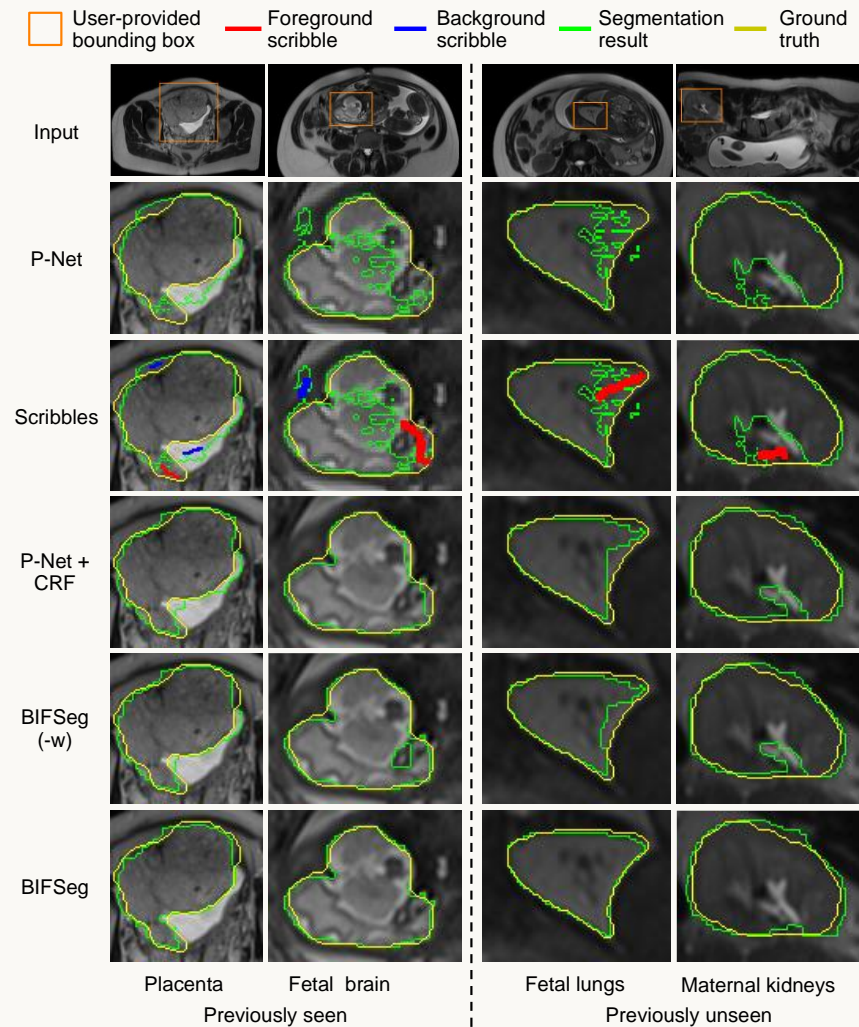 User-provided
bounding box
Foreground
scribble
Background
scribble
Segmentation
result
Ground
truth
Input
P-Net
Scribbles
P-Net +
CRF
BIFSeg
(-w)
BIFSeg
Placenta
Fetal brain
Fetal lungs
Maternal kidneys
Previously seen
Previously unseen